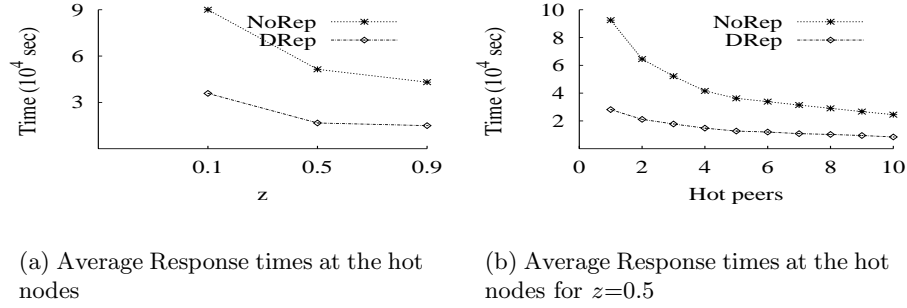 9
6
3
Time (10^4 sec)
NoRep
DRep
0.1 0.5 0.9
z
10
8
6
4
2
Time (10^4 sec)
NoRep
DRep
0 2 4 6 8 10
Hot peers
(a) Average Response times at the hot
nodes
(b) Average Response times at the hot
nodes for z=0.5